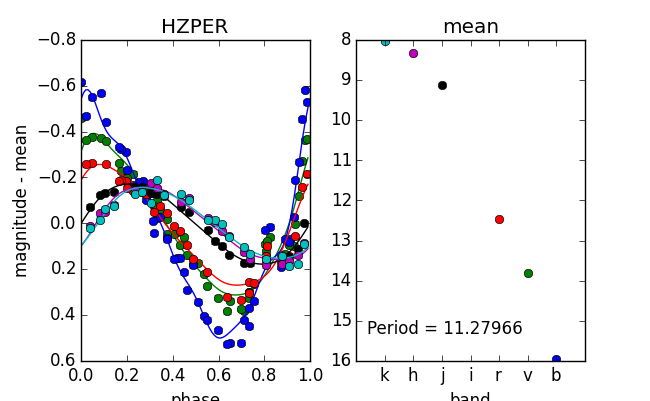 HZPER
mean
−0.8
−0.6
−0.4
−0.2
0.0
0.2
0.4
0.6
magnitude - mean
0.0 0.2 0.4 0.6 0.8 1.0
phase
8
9
10
11
12
13
14
15
16
Period = 11.27966
k h j i r v b
band